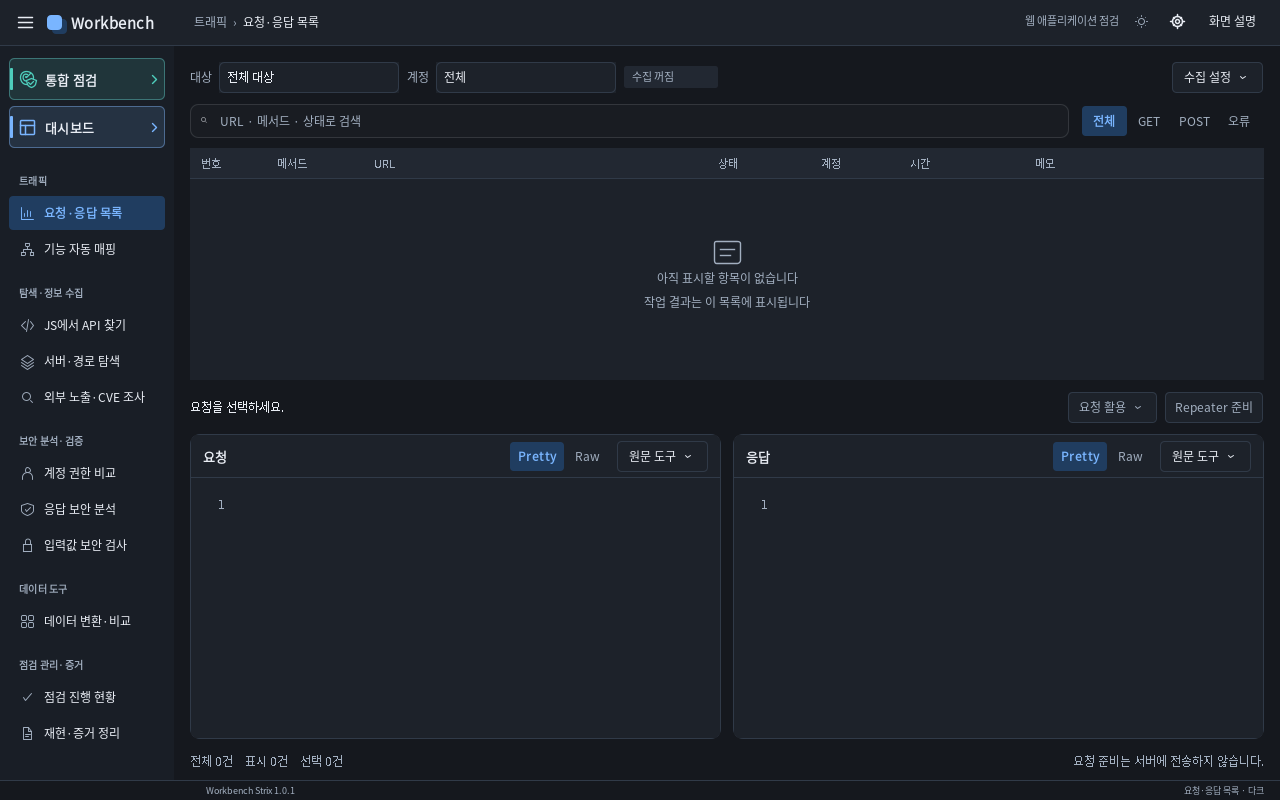 Workbench
트래픽 › 요청·응답 목록
웹 애플리케이션 점검
화면 설명
통합 점검
대시보드
트래픽
요청·응답 목록
기능 자동 매핑
탐색·정보 수집
JS에서 API 찾기
서버·경로 탐색
외부 노출·CVE 조사
보안 분석·검증
계정 권한 비교
응답 보안 분석
입력값 보안 검사
데이터 도구
데이터 변환·비교
점검 관리·증거
점검 진행 현황
재현·증거 정리
대상 전체 대상 계정 전체 수집 꺼짐 수집 설정
URL · 메서드 · 상태로 검색 전체 GET POST 오류
번호 메서드 URL 상태 계정 시간 메모
아직 표시할 항목이 없습니다
작업 결과는 이 목록에 표시됩니다
요청을 선택하세요. 요청 활용 Repeater 준비
요청 Pretty Raw 원문 도구
1
응답 Pretty Raw 원문 도구
1
전체 0건 표시 0건 선택 0건 요청 준비는 서버에 전송하지 않습니다.
Workbench Strix 1.0.1 요청·응답 목록 · 다크